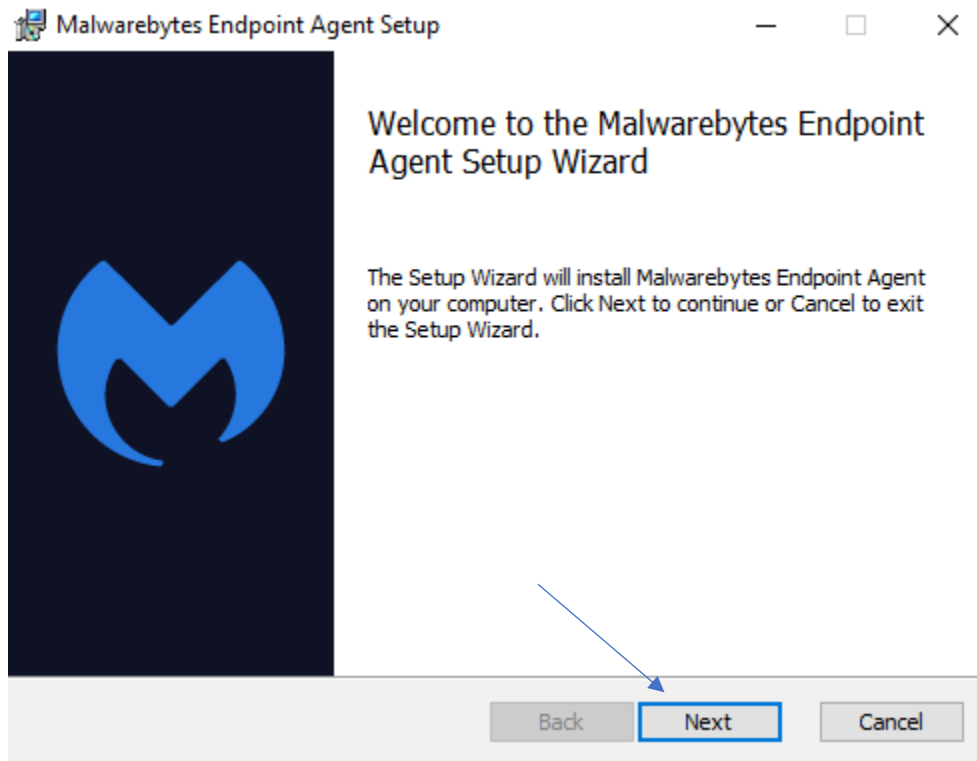 Malwarebytes Endpoint Agent Setup
Welcome to the Malwarebytes Endpoint
Agent Setup Wizard
The Setup Wizard will install Malwarebytes Endpoint Agent
on your computer. Click Next to continue or Cancel to exit
the Setup Wizard.
Back
Next
Cancel